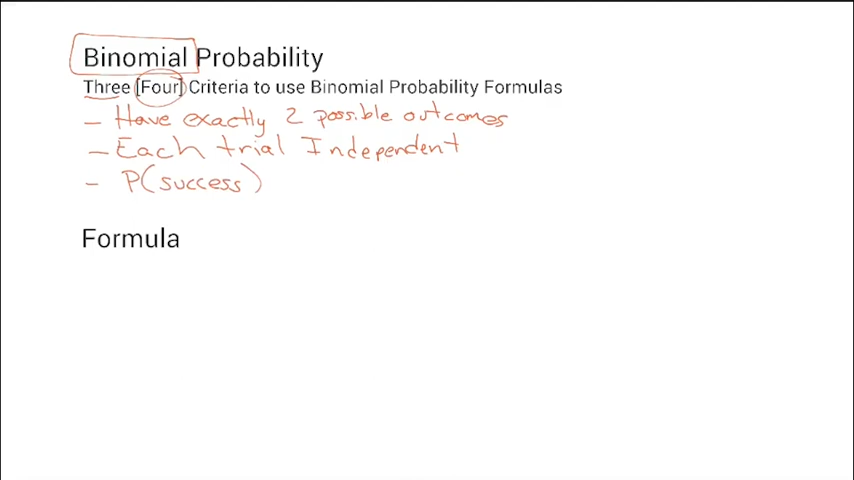 Binomial Probability
Three [Four] Criteria to use Binomial Probability Formulas
- Have exactly 2 possible outcomes
- Each trial Independent
- P(success)
Formula